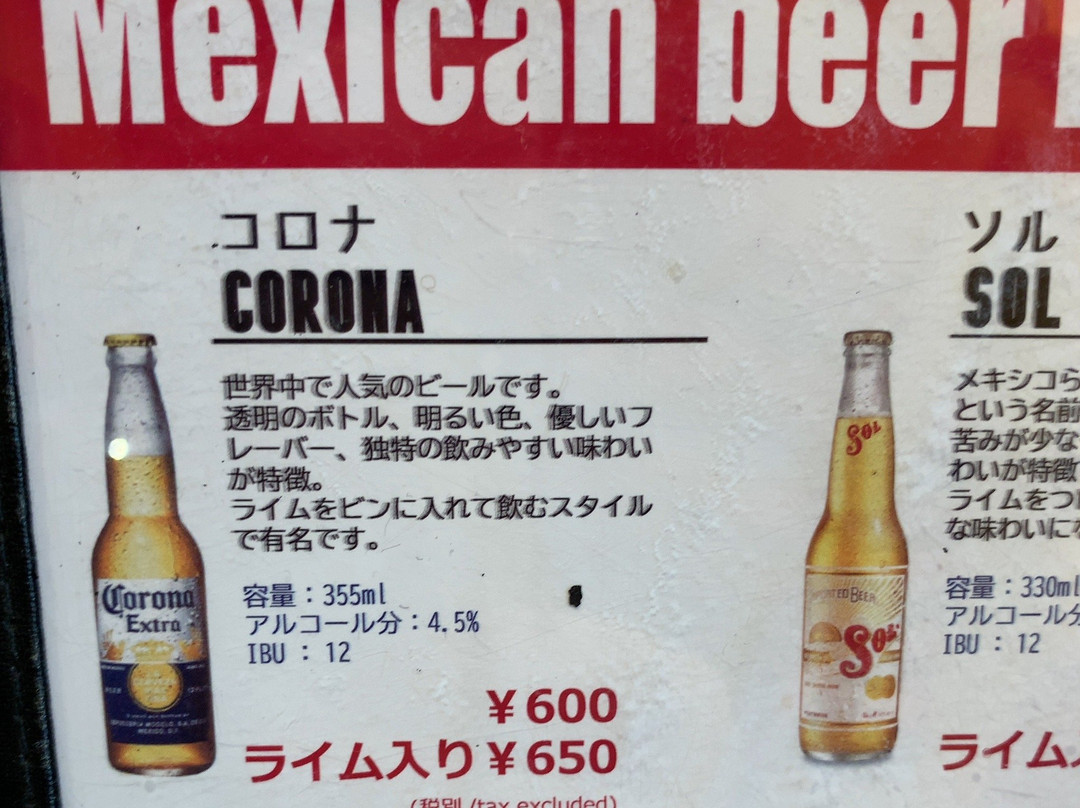 Mexican beer
コロナ
CORONA
世界中で人気のビールです。
透明のボトル、明るい色、優しいフ
レーバー、独特の飲みやすい味わい
が特徴。
ライムをビンに入れて飲むスタイル
で有名です。
容量：355ml
アルコール分：4.5%
IBU : 12
￥600
ライム入り￥650
(税別 /tax excluded)
Corona
Extra
ソル
SOL
メキシコら
という名前
苦みが少な
わいが特徴
ライムをつ
な味わいに
容量：330ml
アルコール分
IBU : 12
ライム
SOL
IMPORTED BEER
Sol